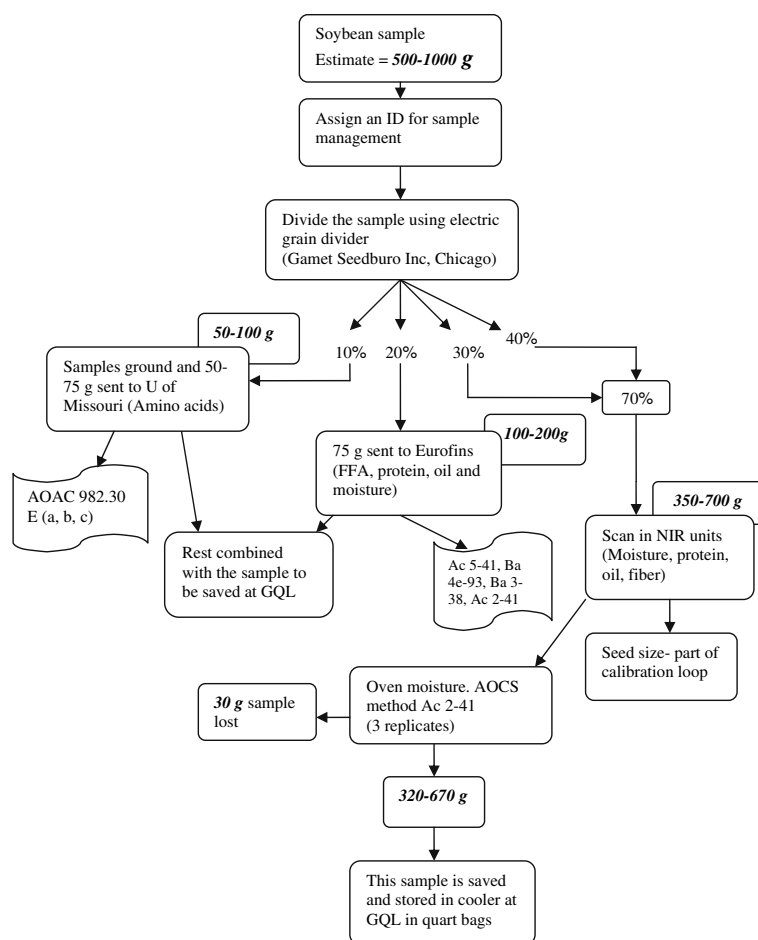 Soybean sample
Estimate = 500-1000 g
Assign an ID for sample
management
Divide the sample using electric
grain divider
(Gamet Seedburo Inc, Chicago)
10%
20%
30%
40%
70%
50-100 g
Samples ground and 50-
75 g sent to U of
Missouri (Amino acids)
100-200g
75 g sent to Eurofins
(FFA, protein, oil and
moisture)
350-700 g
Scan in NIR units
(Moisture, protein,
oil, fiber)
AOAC 982.30
E (a, b, c)
Rest combined
with the sample to
be saved at GQL
Ac 5-41, Ba
4e-93, Ba 3-
38, Ac 2-41
Seed size- part of
calibration loop
Oven moisture. AOCS
method Ac 2-41
(3 replicates)
30 g sample
lost
320-670 g
This sample is saved
and stored in cooler at
GQL in quart bags